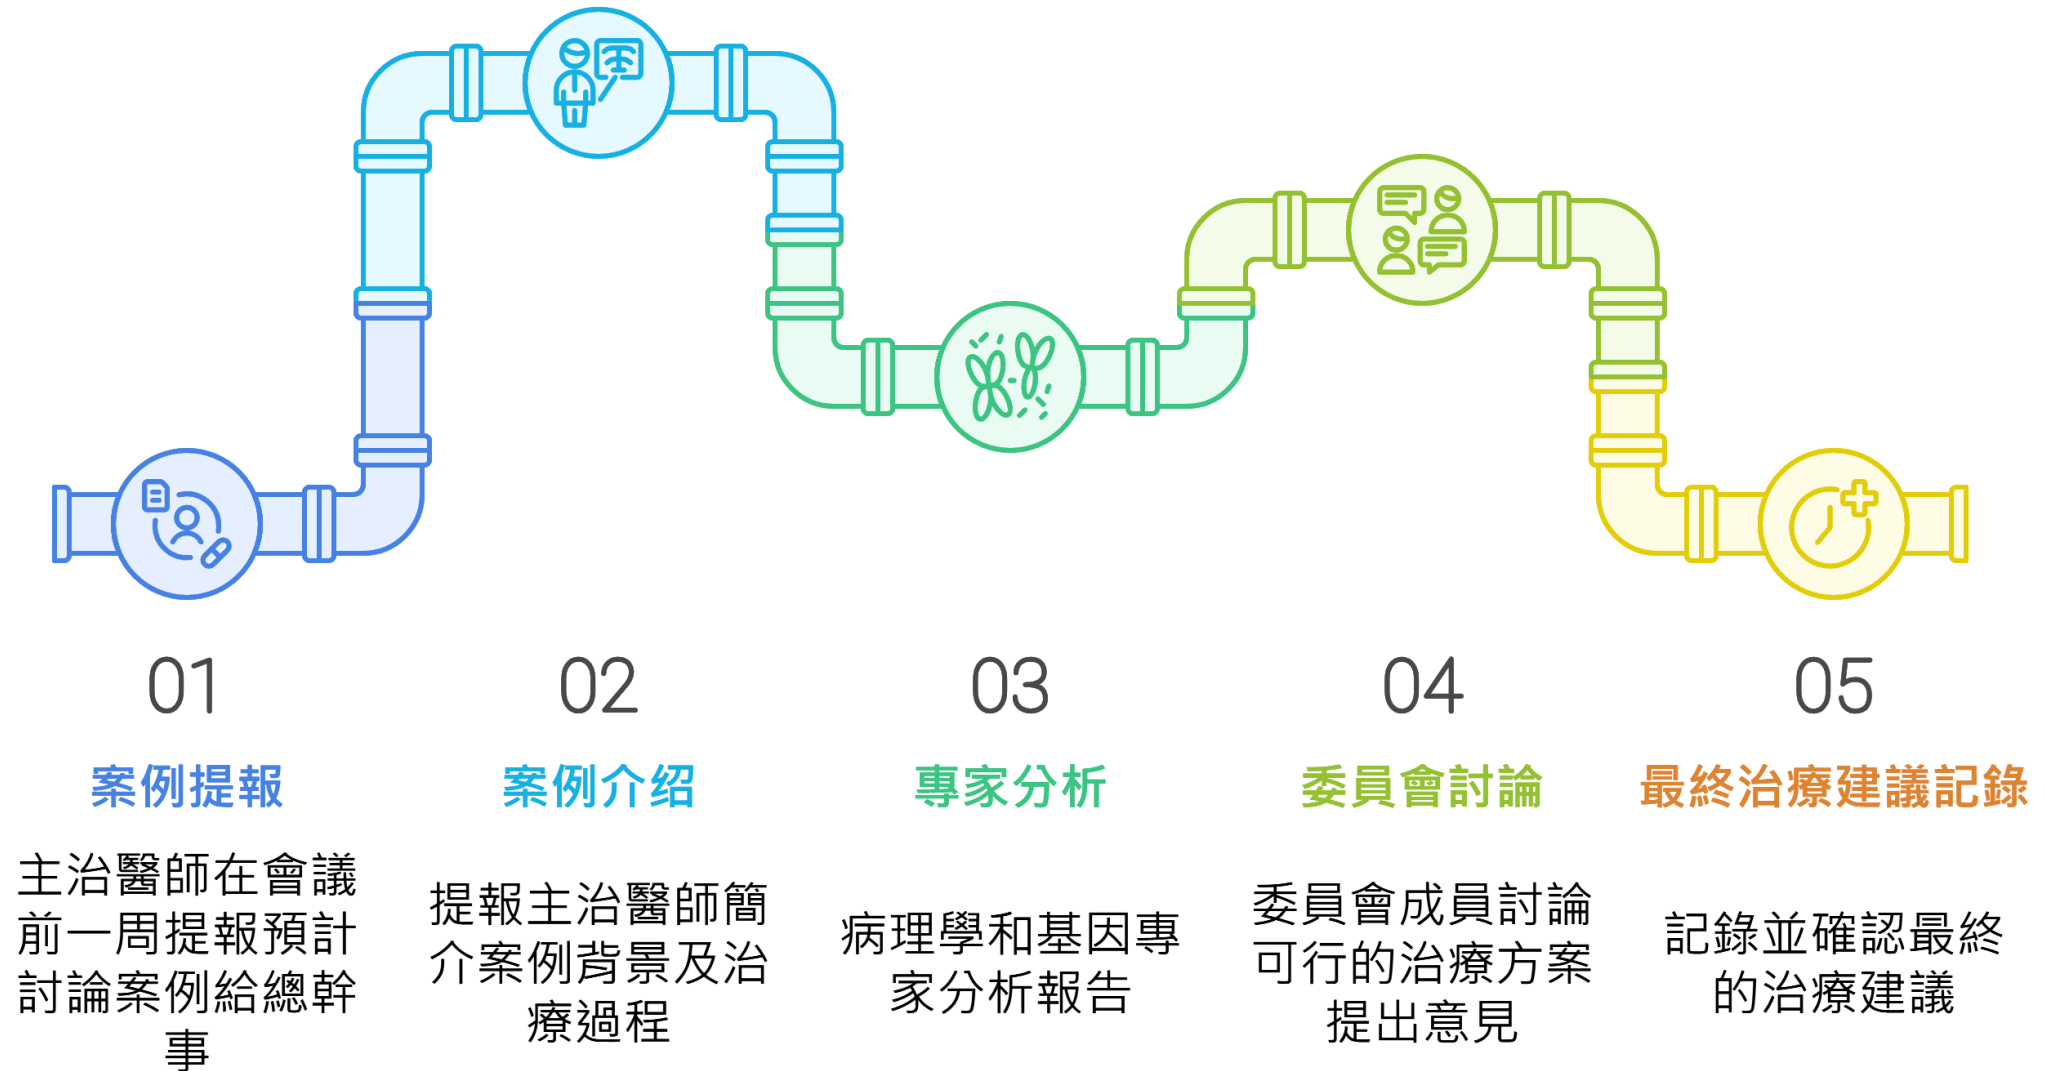 01
案例提報
主治醫師在會議
前一周提報預計
討論案例給總幹
事
02
案例介绍
提報主治醫師簡
介案例背景及治
療過程
03
專家分析
病理學和基因專
家分析報告
04
委員會討論
委員會成員討論
可行的治療方案
提出意見
05
最終治療建議記錄
記錄並確認最終
的治療建議